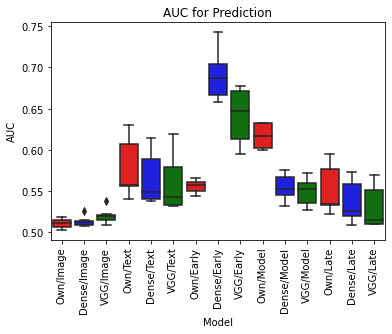 AUC for Prediction
AUC
0.75
0.70
0.65
0.60
0.55
0.50
Own/Image
Dense/Image
VGG/Image
Own/Text
Dense/Text
VGG/Text
Own/Early
Dense/Early
VGG/Early
Own/Model
Dense/Model
VGG/Model
Own/Late
Dense/Late
VGG/Late
Model